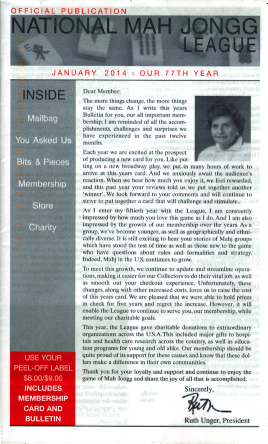 OFFICIAL PUBLICATION
NATIONAL MAH JONGG
LEAGUE
JANUARY 2014 | OUR 77TH YEAR
INSIDE
Mailbag
You Asked Us
Bits & Pieces
Membership
Store
Charity
USE YOUR
PEEL-OFF LABEL
$8.00/$9.00
INCLUDES
MEMBERSHIP
CARD AND
BULLETIN
Dear Member:
The more things change, the more things
stay the same. As I write this years
Bulletin for you, our all important mem-
bership, I am reminded of all the accom-
plishments, challenges and surprises we
have experienced in the past twelve
months.
Each year we are excited at the prospect
of producing a new card for you. Like put-
ting on a new broadway play, we put in many hours of work to
arrive at this years card. And we anxiously await the audience's
reaction. When we hear how much you enjoy it, we feel rewarded,
and this past year your reviews told us we put together another
'winner'. We look forward to your comments and will continue to
strive to put together a card that will challenge and stimulate.
As I enter my fiftieth year with the League, I am constantly
impressed by how much you love this game as I do. And I am also
impressed by the growth of our membership over the years. As a
group, we've become younger, as well as geographically and ethni-
cally diverse. It is still exciting to hear your stories of Mahj groups
which have stood the test of time as well as those new to the game
who have questions about rules and formalities and strategy.
Indeed, Mahj in the U.S. continues to grow.
To meet this growth, we continue to update and streamline opera-
tions, making it easier for our Collectors to do their vital job, as well
as smooth out your checkout experience. Unfortunately, these
changes, along with other increased costs, force us to raise the cost
of this years card. We are pleased that we were able to hold prices
in check for five years and regret the increase. However, it will
enable the League to continue to serve you, our membership, while
meeting our charitable goals.
This year, the League gave charitable donations to extraordinary
organizations across the U.S.A. This included major gifts to hospi-
tals and health care research across the country, as well as educa-
tion programs for young and old alike. Our membership should be
quite proud of its support for these causes and know that these dol-
lars make a difference in their own communities.
Thank you for your loyalty and support and continue to enjoy the
game of Mah Jongg and share the joy of all that is accomplished.
Sincerely,
Ruth
Ruth Unger, President